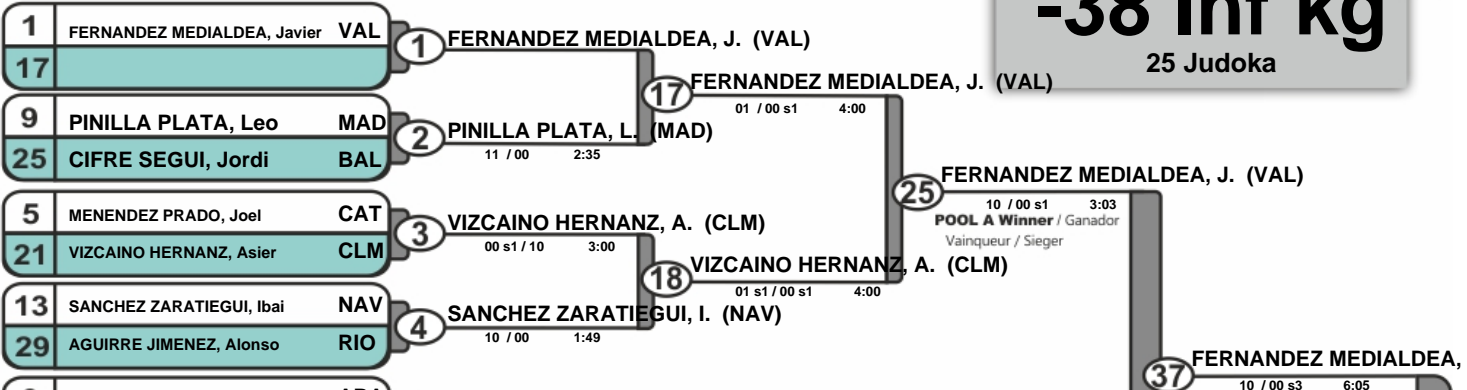 -38 Inf kg
25 Judoka
1 FERNANDEZ MEDIALDEA, Javier VAL
17
1 FERNANDEZ MEDIALDEA, J. (VAL)
17 FERNANDEZ MEDIALDEA, J. (VAL)
01 / 00 s1 4:00
9 PINILLA PLATA, Leo MAD
25 CIFRE SEGUI, Jordi BAL
2 PINILLA PLATA, L. (MAD)
11 / 00 2:35
25 FERNANDEZ MEDIALDEA, J. (VAL)
10 / 00 s1 3:03
POOL A Winner / Ganador
Vainqueur / Sieger
5 MENENDEZ PRADO, Joel CAT
21 VIZCAINO HERNANZ, Asier CLM
3 VIZCAINO HERNANZ, A. (CLM)
00 s1 / 10 3:00
18 VIZCAINO HERNANZ, A. (CLM)
01 s1 / 00 s1 4:00
13 SANCHEZ ZARATIEGUI, Ibai NAV
29 AGUIRRE JIMENEZ, Alonso RIO
4 SANCHEZ ZARATIEGUI, I. (NAV)
10 / 00 1:49
37 FERNANDEZ MEDIALDEA,
10 / 00 s3 6:05